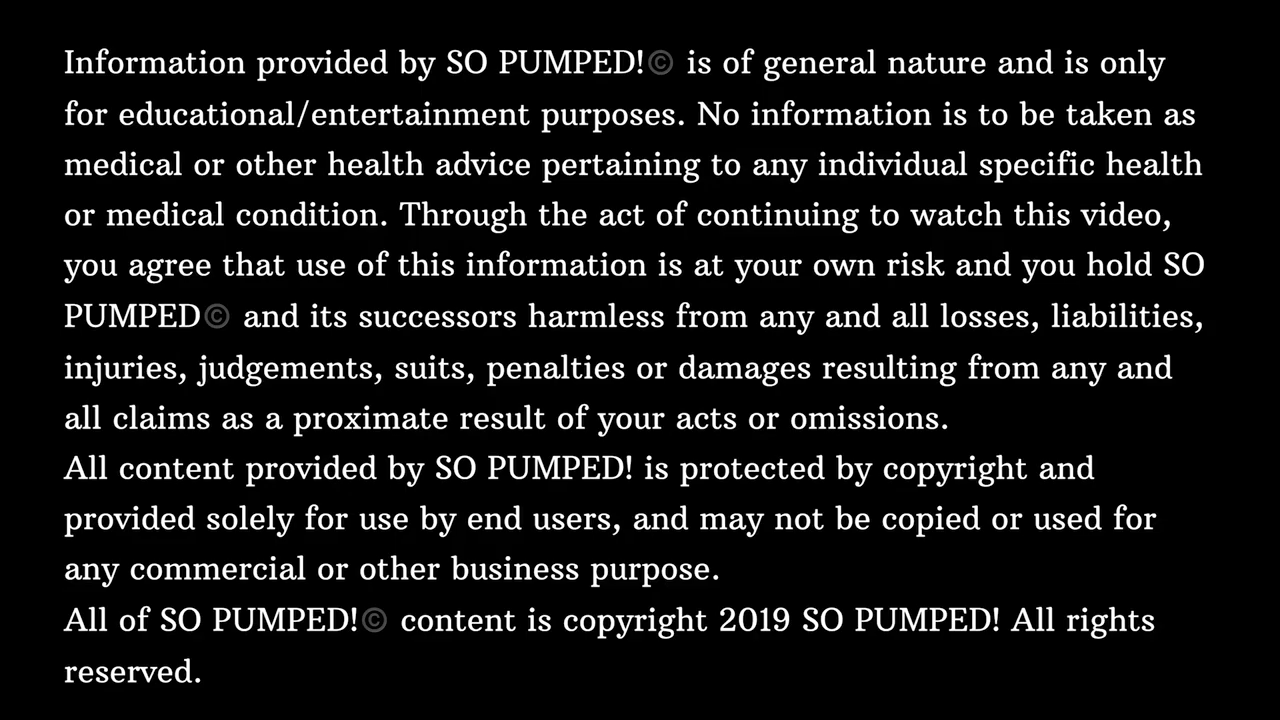 Information provided by SO PUMPED!© is of general nature and is only
for educational/entertainment purposes. No information is to be taken as
medical or other health advice pertaining to any individual specific health
or medical condition. Through the act of continuing to watch this video,
you agree that use of this information is at your own risk and you hold SO
PUMPED© and its successors harmless from any and all losses, liabilities,
injuries, judgements, suits, penalties or damages resulting from any and
all claims as a proximate result of your acts or omissions.
All content provided by SO PUMPED! is protected by copyright and
provided solely for use by end users, and may not be copied or used for
any commercial or other business purpose.
All of SO PUMPED!© content is copyright 2019 SO PUMPED! All rights
reserved.